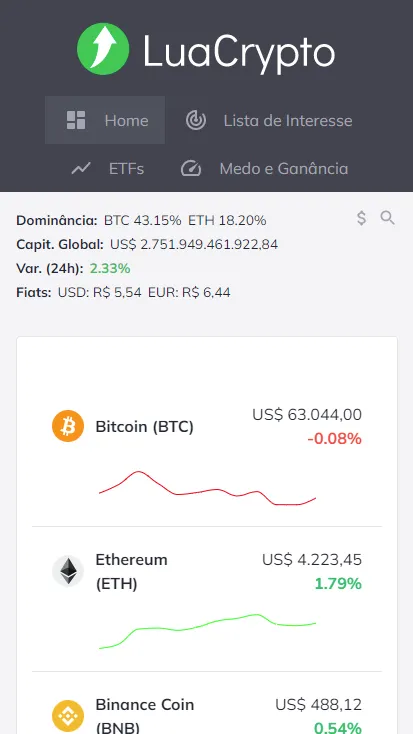 LuaCrypto
Home
Lista de Interesse
ETFs
Medo e Ganância
Dominância: BTC 43.15% ETH 18.20%
Capit. Global: US$ 2.751.949.461.922,84
Var. (24h): 2.33%
Fiats: USD: R$ 5,54 EUR: R$ 6,44
Bitcoin (BTC)
US$ 63.044,00
-0.08%
Ethereum
(ETH)
US$ 4.223,45
1.79%
Binance Coin
(BNB)
US$ 488,12
0.54%